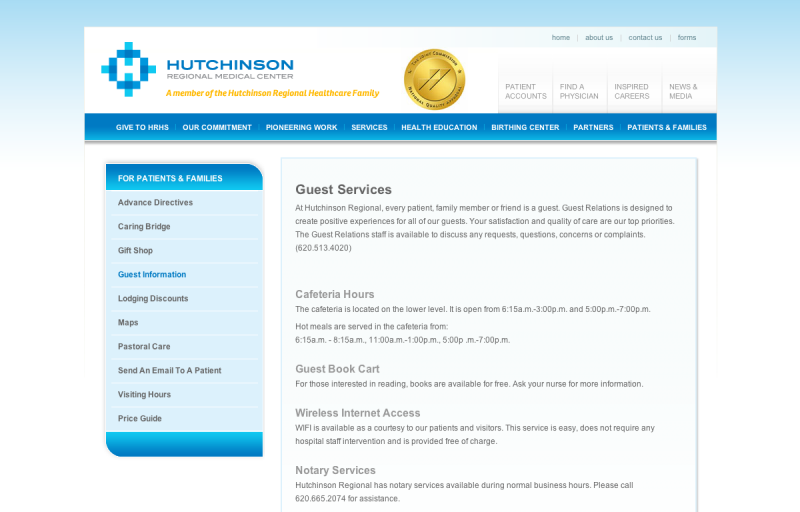 home | about us | contact us | forms
HUTCHINSON
REGIONAL MEDICAL CENTER
A member of the Hutchinson Regional Healthcare Family
PATIENT
ACCOUNTS
FIND A
PHYSICIAN
INSPIRED
CAREERS
NEWS &
MEDIA
GIVE TO HRHS | OUR COMMITMENT | PIONEERING WORK | SERVICES | HEALTH EDUCATION | BIRTHING CENTER | PARTNERS | PATIENTS & FAMILIES
FOR PATIENTS & FAMILIES
Advance Directives
Caring Bridge
Gift Shop
Guest Information
Lodging Discounts
Maps
Pastoral Care
Send An Email To A Patient
Visiting Hours
Price Guide
Guest Services
At Hutchinson Regional, every patient, family member or friend is a guest. Guest Relations is designed to
create positive experiences for all of our guests. Your satisfaction and quality of care are our top priorities.
The Guest Relations staff is available to discuss any requests, questions, concerns or complaints.
(620.513.4020)
Cafeteria Hours
The cafeteria is located on the lower level. It is open from 6:15a.m.-3:00p.m. and 5:00p.m.-7:00p.m.
Hot meals are served in the cafeteria from:
6:15a.m. - 8:15a.m., 11:00a.m.-1:00p.m., 5:00p .m.-7:00p.m.
Guest Book Cart
For those interested in reading, books are available for free. Ask your nurse for more information.
Wireless Internet Access
WIFI is available as a courtesy to our patients and visitors. This service is easy, does not require any
hospital staff intervention and is provided free of charge.
Notary Services
Hutchinson Regional has notary services available during normal business hours. Please call
620.665.2074 for assistance.